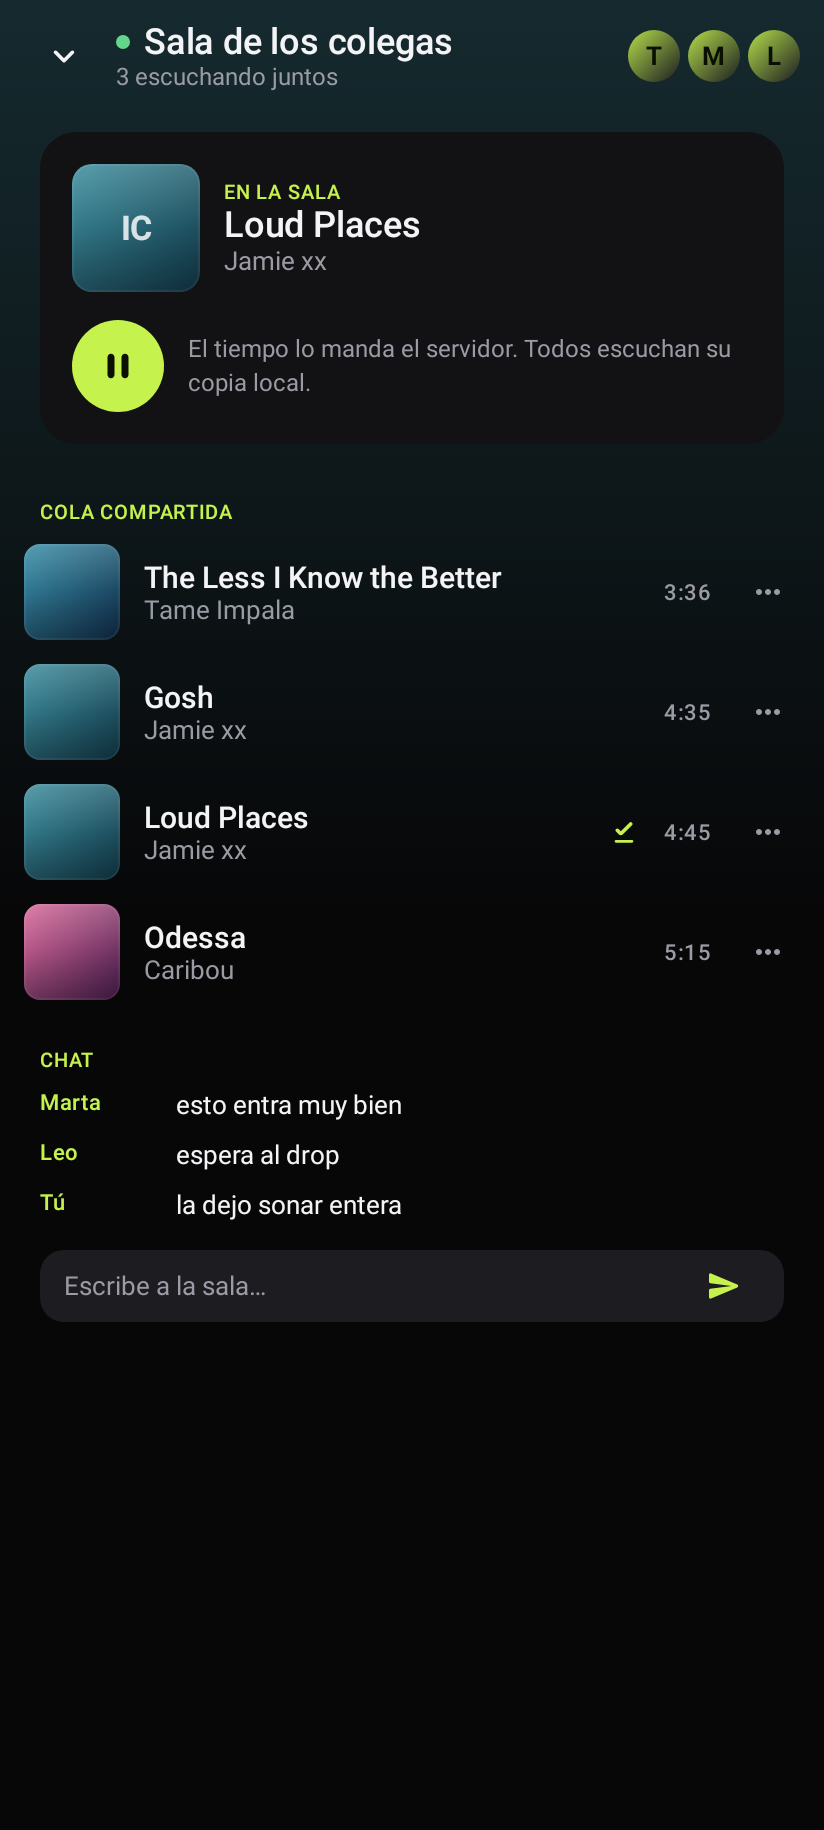 Sala de los colegas
3 escuchando juntos
T M L
IC
EN LA SALA
Loud Places
Jamie xx
El tiempo lo manda el servidor. Todos escuchan su
copia local.
COLA COMPARTIDA
The Less I Know the Better
Tame Impala
3:36
Gosh
Jamie xx
4:35
Loud Places
Jamie xx
4:45
Odessa
Caribou
5:15
CHAT
Marta esto entra muy bien
Leo espera al drop
Tú la dejo sonar entera
Escribe a la sala…